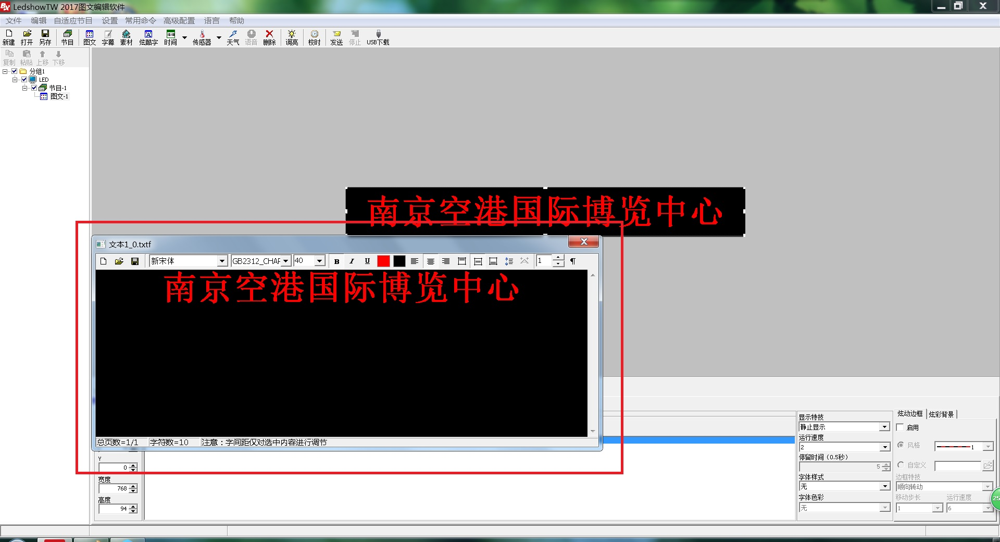 LedshowTW 2017图文编辑软件
文件 编辑 自适应节目 设置 常用命令 高级配置 语言 帮助
新建 打开 另存 节目 图文 字幕 素材 炫酷字 时间 传感器 天气 语音 删除 调亮 校时 发送 停止 USB下载
复制 粘贴 上移 下移
分组1
LED
节目-1
图文-1
南京空港国际博览中心
文本1_0.txtf
新宋体 GB2312_CHAR 40 B I U 1
南京空港国际博览中心
总页数=1/1 字符数=10 注意：字间距仅对选中内容进行调节
Y
0
宽度
768
高度
94
显示特技
静止显示
运行速度
2
停留时间（0.5秒）
5
字体样式
无
字体色彩
无
炫动边框 炫彩背景
启用
风格 1
自定义
边框特技
顺向转动
移动步长 运行速度
1 6
25